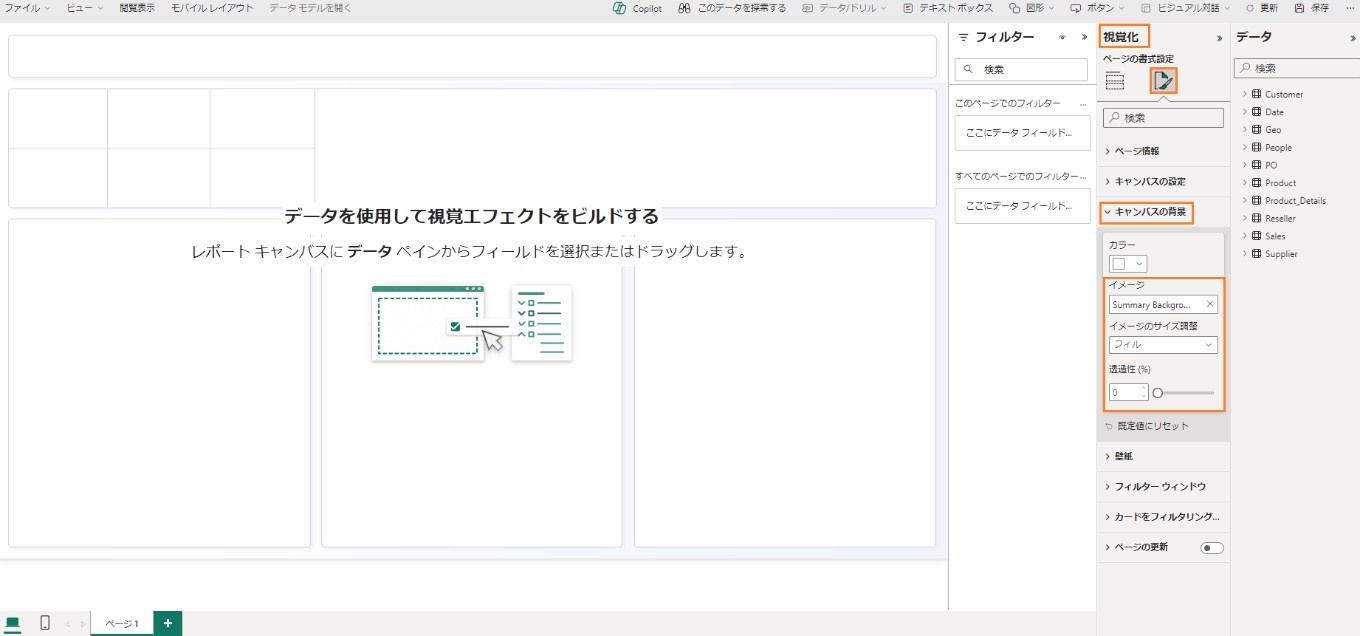 ファイル ビュー 閲覧表示 モバイル レイアウト データ モデルを開く Copilot このデータを探索する データ/ドリル テキスト ボックス 図形 ボタン ビジュアル対話 更新 保存 ...
データを使用して視覚エフェクトをビルドする
レポート キャンバスに データ ペインからフィールドを選択またはドラッグします。
フィルター
検索
このページでのフィルター ...
ここにデータ フィールド...
すべてのページでのフィルター...
ここにデータ フィールド...
視覚化
ページの書式設定
検索
ページ情報
キャンバスの設定
キャンバスの背景
カラー
イメージ
Summary Backgro...
イメージのサイズ調整
フィル
透過性 (%)
0
既定値にリセット
壁紙
フィルター ウィンドウ
カードをフィルタリング...
ページの更新
データ
検索
Customer
Date
Geo
People
PO
Product
Product_Details
Reseller
Sales
Supplier
ページ 1